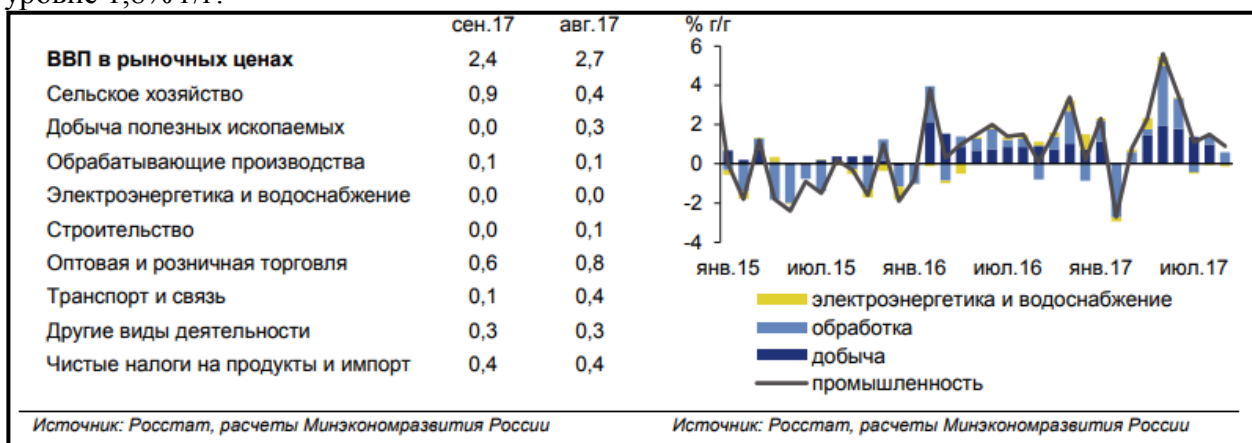 уровне 1,8% г/г.
сен.17 авг.17
ВВП в рыночных ценах 2,4 2,7
Сельское хозяйство 0,9 0,4
Добыча полезных ископаемых 0,0 0,3
Обрабатывающие производства 0,1 0,1
Электроэнергетика и водоснабжение 0,0 0,0
Строительство 0,0 0,1
Оптовая и розничная торговля 0,6 0,8
Транспорт и связь 0,1 0,4
Другие виды деятельности 0,3 0,3
Чистые налоги на продукты и импорт 0,4 0,4
Источник: Росстат, расчеты Минэкономразвития России
% г/г
6
4
2
0
-2
-4
янв.15 июл.15 янв.16 июл.16 янв.17 июл.17
электроэнергетика и водоснабжение
обработка
добыча
промышленность
Источник: Росстат, расчеты Минэкономразвития России